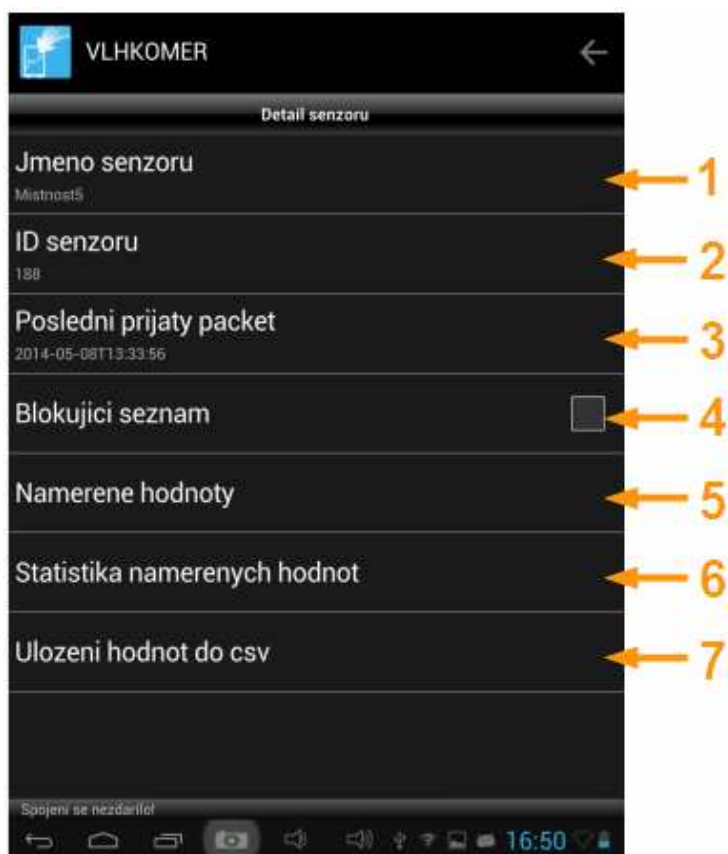 VLHKOMER
Detail senzoru
Jmeno senzoru
Mistnost5
1
ID senzoru
188
2
Posledni prijaty packet
2014-05-08T13:33:56
3
Blokujici seznam
4
Namerene hodnoty
5
Statistika namerenych hodnot
6
Ulozeni hodnot do csv
7
Spojeni se nezdarilo!
16:50